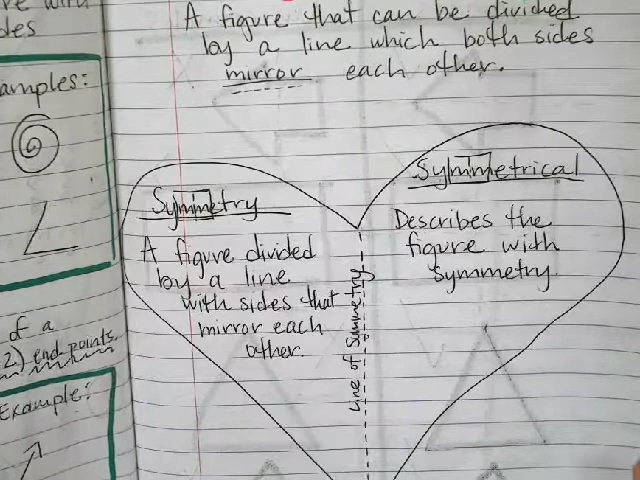 A figure that can be divided
by a line which both sides
mirror each other.
with
amples:
of a
2) end points.
Example:
Symmetry
A figure divided
by a line
with sides that
mirror each
other.
Line of Symmetry
Symmetrical
Describes the
figure with
symmetry